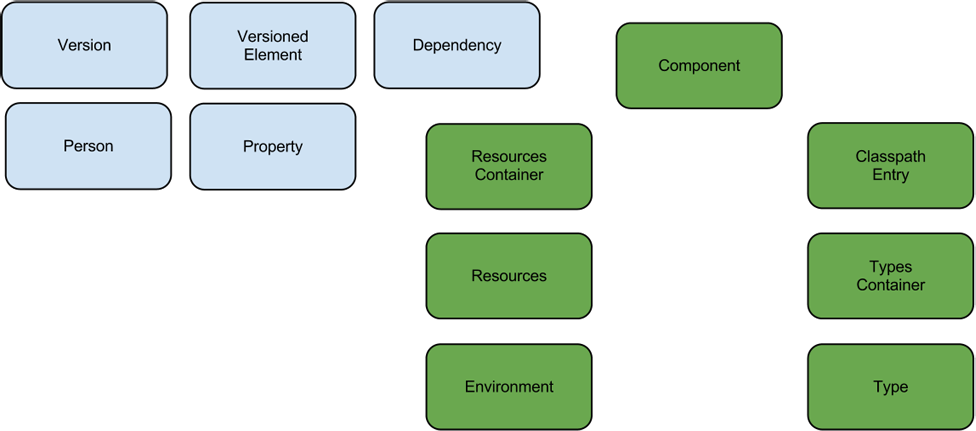 Version
Versioned
Element
Dependency
Component
Person
Property
Resources
Container
Classpath
Entry
Resources
Types
Container
Environment
Type